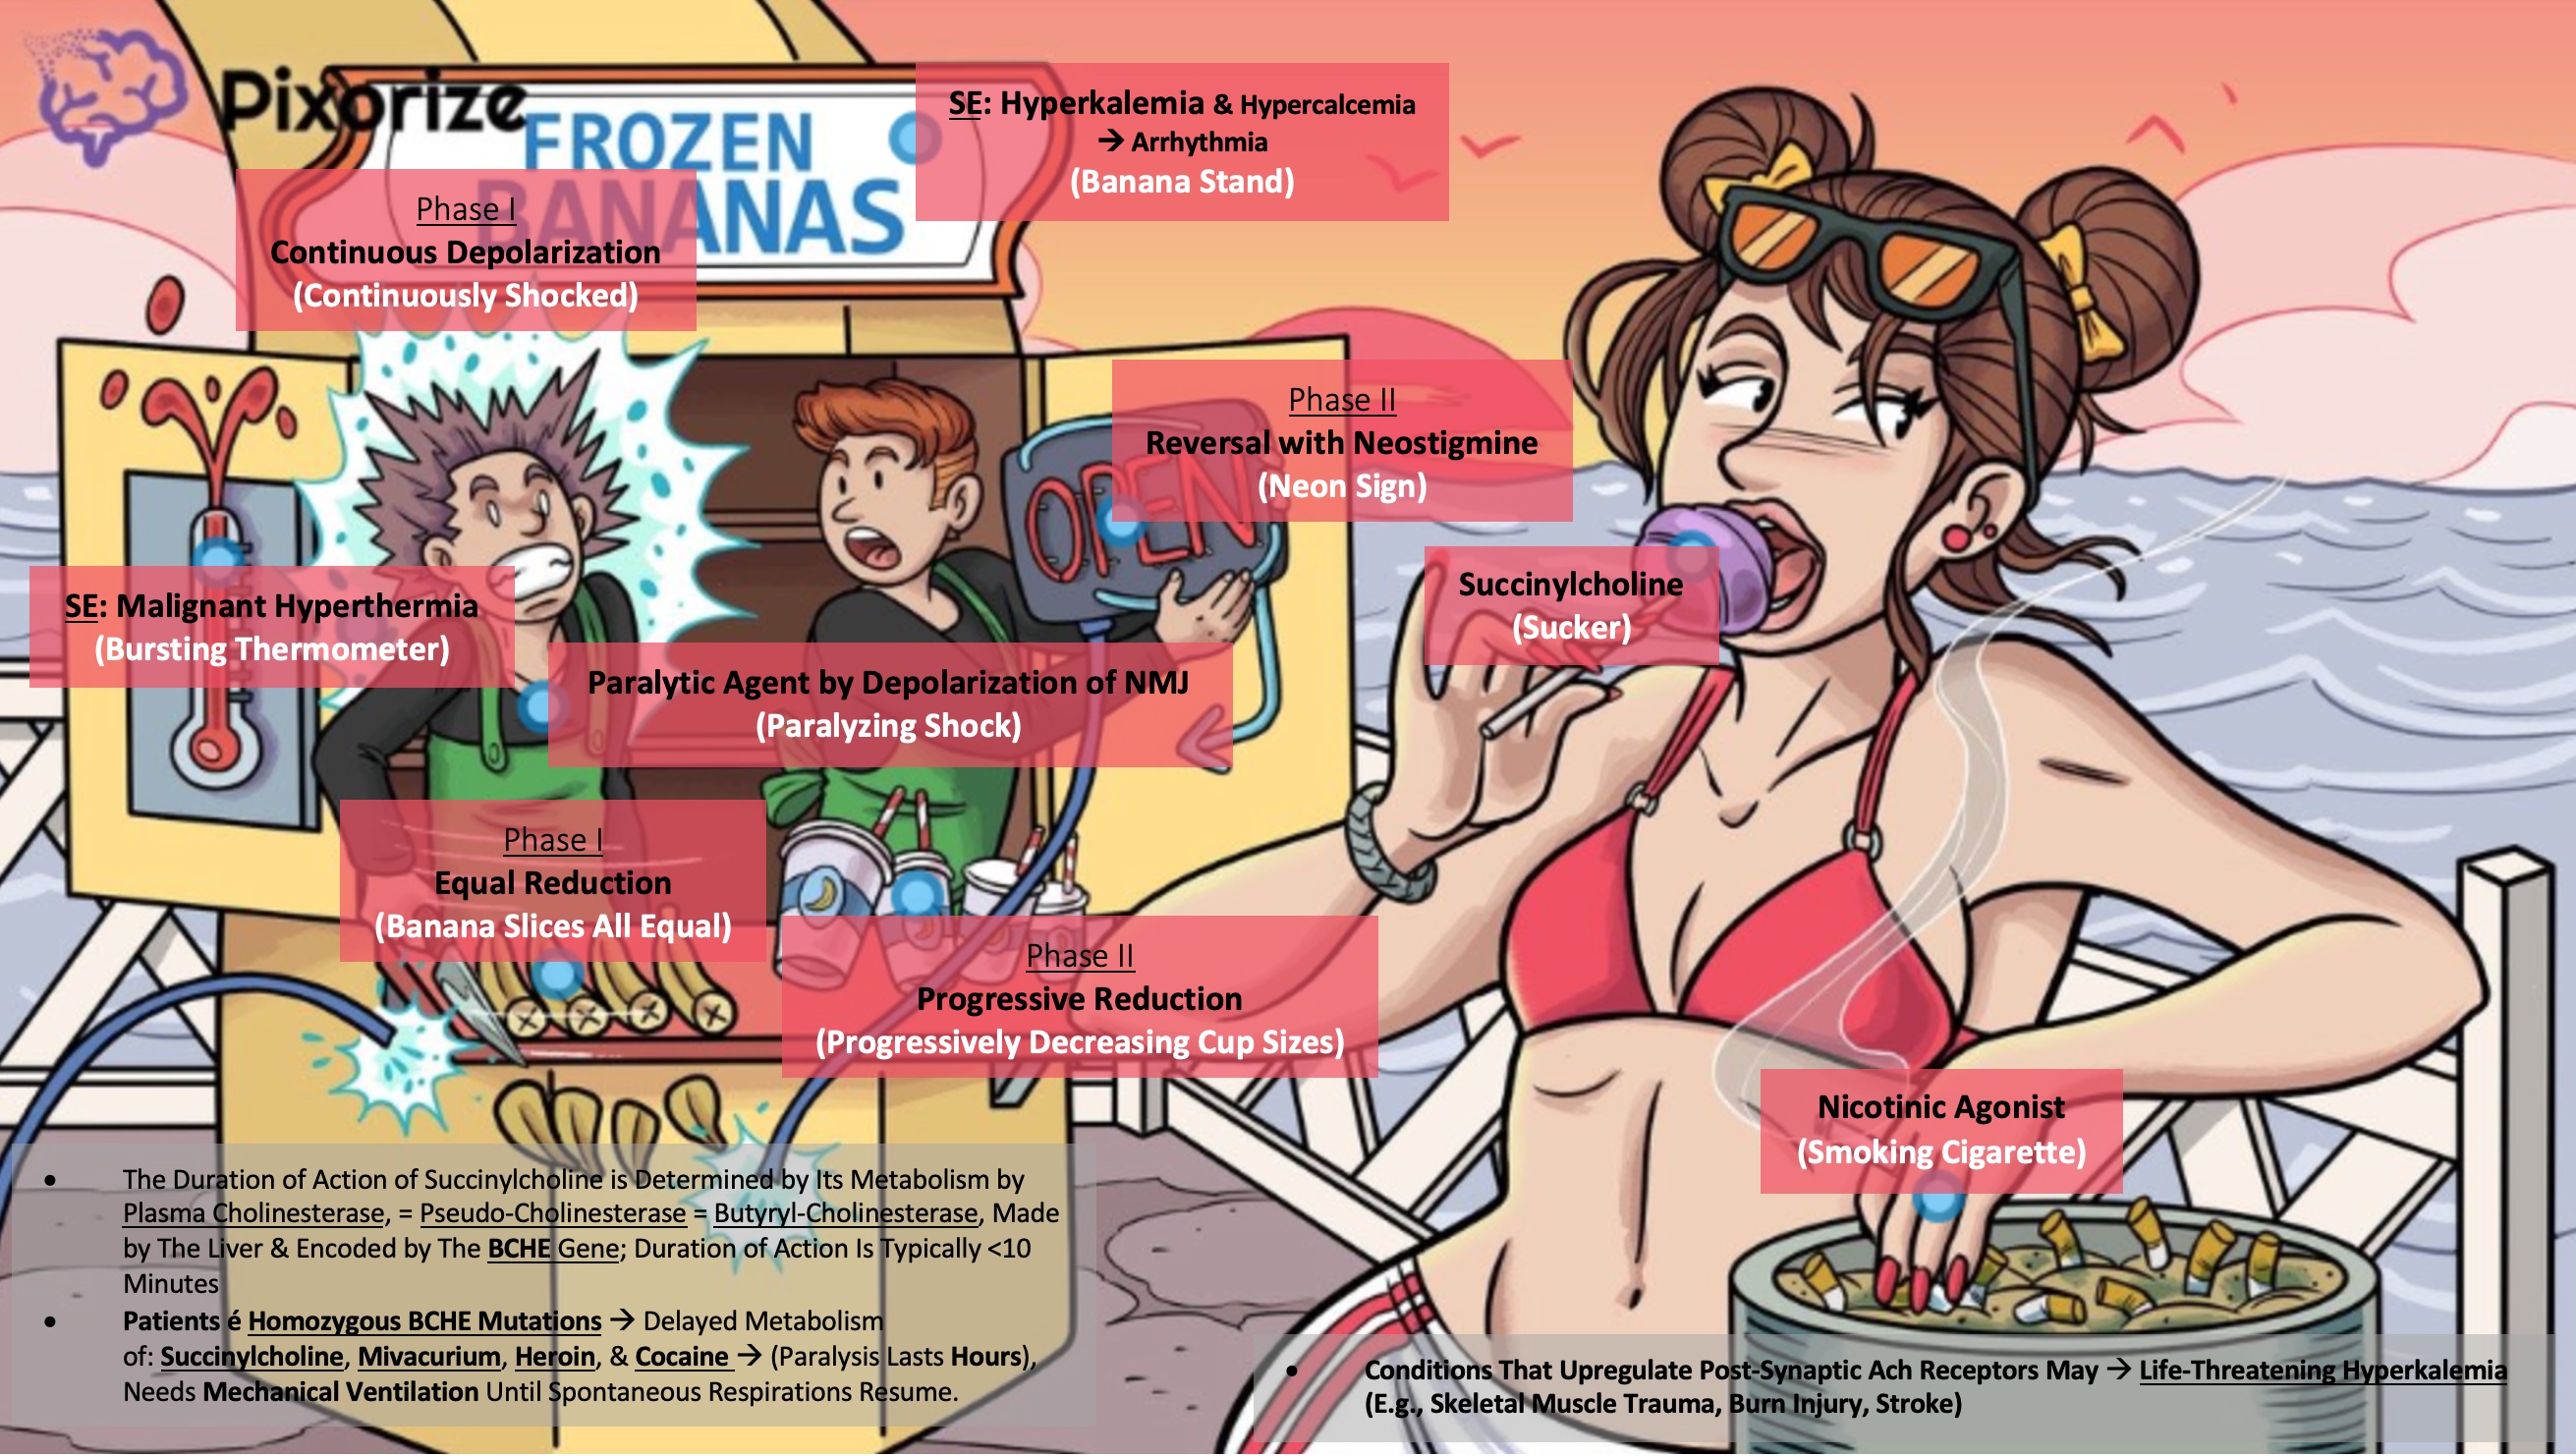 Pixorize
FROZEN
BANANAS
SE: Hyperkalemia & Hypercalcemia
→ Arrhythmia
(Banana Stand)
Phase I
Continuous Depolarization
(Continuously Shocked)
Phase II
Reversal with Neostigmine
(Neon Sign)
OPEN
SE: Malignant Hyperthermia
(Bursting Thermometer)
Succinylcholine
(Sucker)
Paralytic Agent by Depolarization of NMJ
(Paralyzing Shock)
Phase I
Equal Reduction
(Banana Slices All Equal)
Phase II
Progressive Reduction
(Progressively Decreasing Cup Sizes)
Nicotinic Agonist
(Smoking Cigarette)
• The Duration of Action of Succinylcholine is Determined by Its Metabolism by
Plasma Cholinesterase, = Pseudo-Cholinesterase = Butyryl-Cholinesterase, Made
by The Liver & Encoded by The BCHE Gene; Duration of Action Is Typically <10
Minutes
• Patients é Homozygous BCHE Mutations → Delayed Metabolism
of: Succinylcholine, Mivacurium, Heroin, & Cocaine → (Paralysis Lasts Hours),
Needs Mechanical Ventilation Until Spontaneous Respirations Resume.
• Conditions That Upregulate Post-Synaptic Ach Receptors May → Life-Threatening Hyperkalemia
(E.g., Skeletal Muscle Trauma, Burn Injury, Stroke)